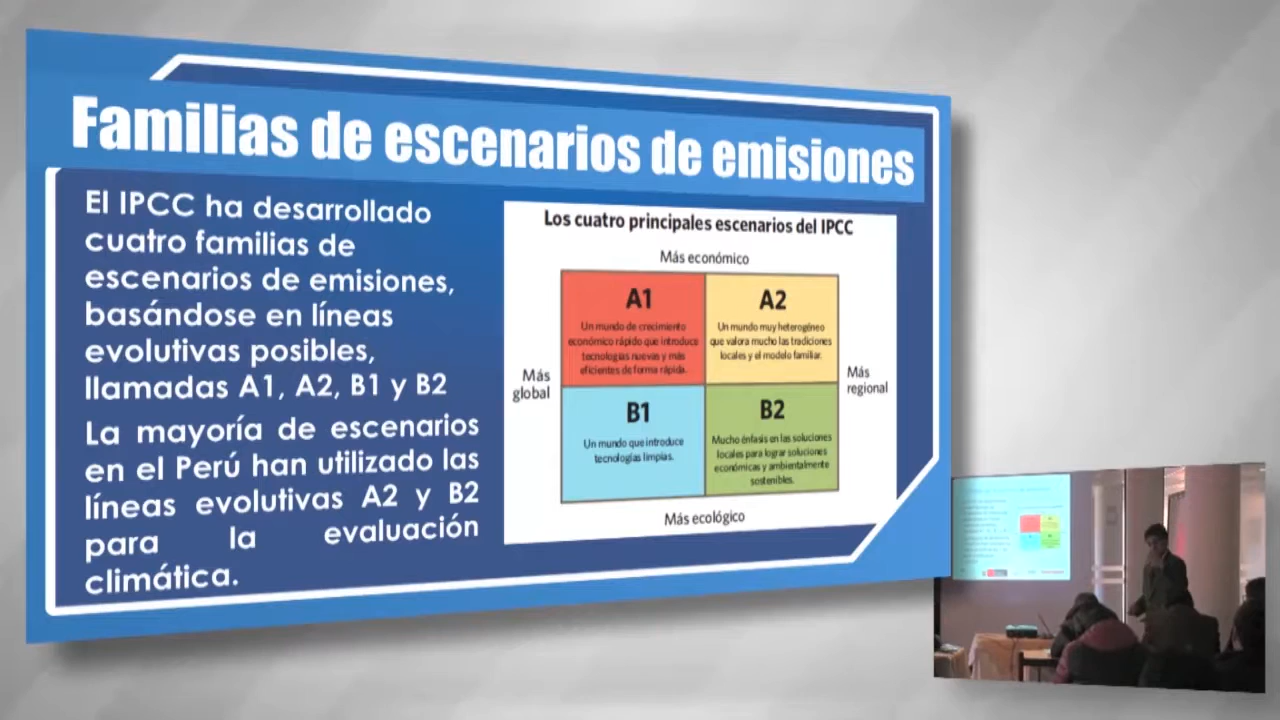 Familias de escenarios de emisiones
El IPCC ha desarrollado
cuatro familias de
escenarios de emisiones,
basándose en líneas
evolutivas posibles,
llamadas A1, A2, B1 y B2
La mayoría de escenarios
en el Perú han utilizado las
líneas evolutivas A2 y B2
para la evaluación
climática.
Los cuatro principales escenarios del IPCC
Más económico
A1
Un mundo de crecimiento
económico rápido que introduce
tecnologías nuevas y más
eficientes de forma rápida.
A2
Un mundo muy heterogéneo
que valora mucho las tradiciones
locales y el modelo familiar.
Más
global
Más
regional
B1
Un mundo que introduce
tecnologías limpias.
B2
Mucho énfasis en las soluciones
locales para lograr soluciones
económicas y ambientalmente
sostenibles.
Más ecológico